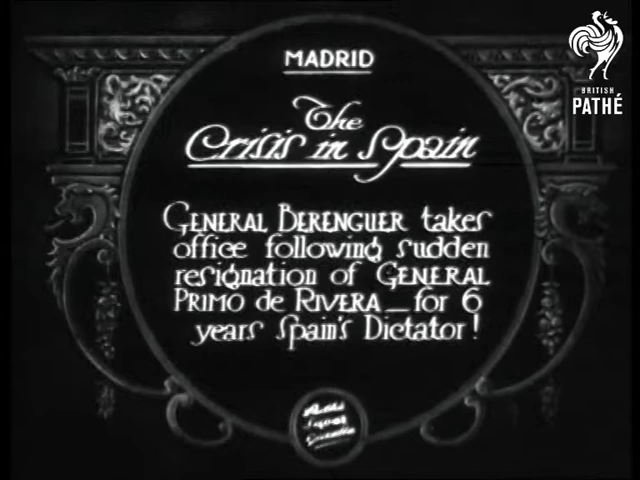 MADRID
The
Crisis in Spain
GENERAL BERENGUER takes
office following sudden
resignation of GENERAL
PRIMO de RIVERA — for 6
years Spain's Dictator!
BRITISH
PATHÉ